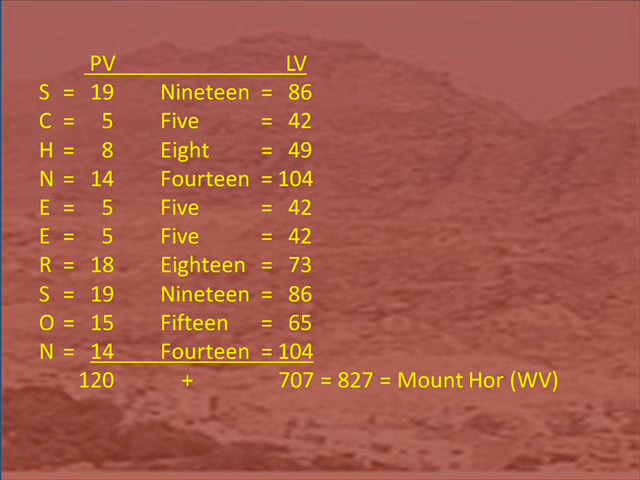 PV LV
S = 19 Nineteen = 86
C = 5 Five = 42
H = 8 Eight = 49
N = 14 Fourteen = 104
E = 5 Five = 42
E = 5 Five = 42
R = 18 Eighteen = 73
S = 19 Nineteen = 86
O = 15 Fifteen = 65
N = 14 Fourteen = 104
120 + 707 = 827 = Mount Hor (WV)